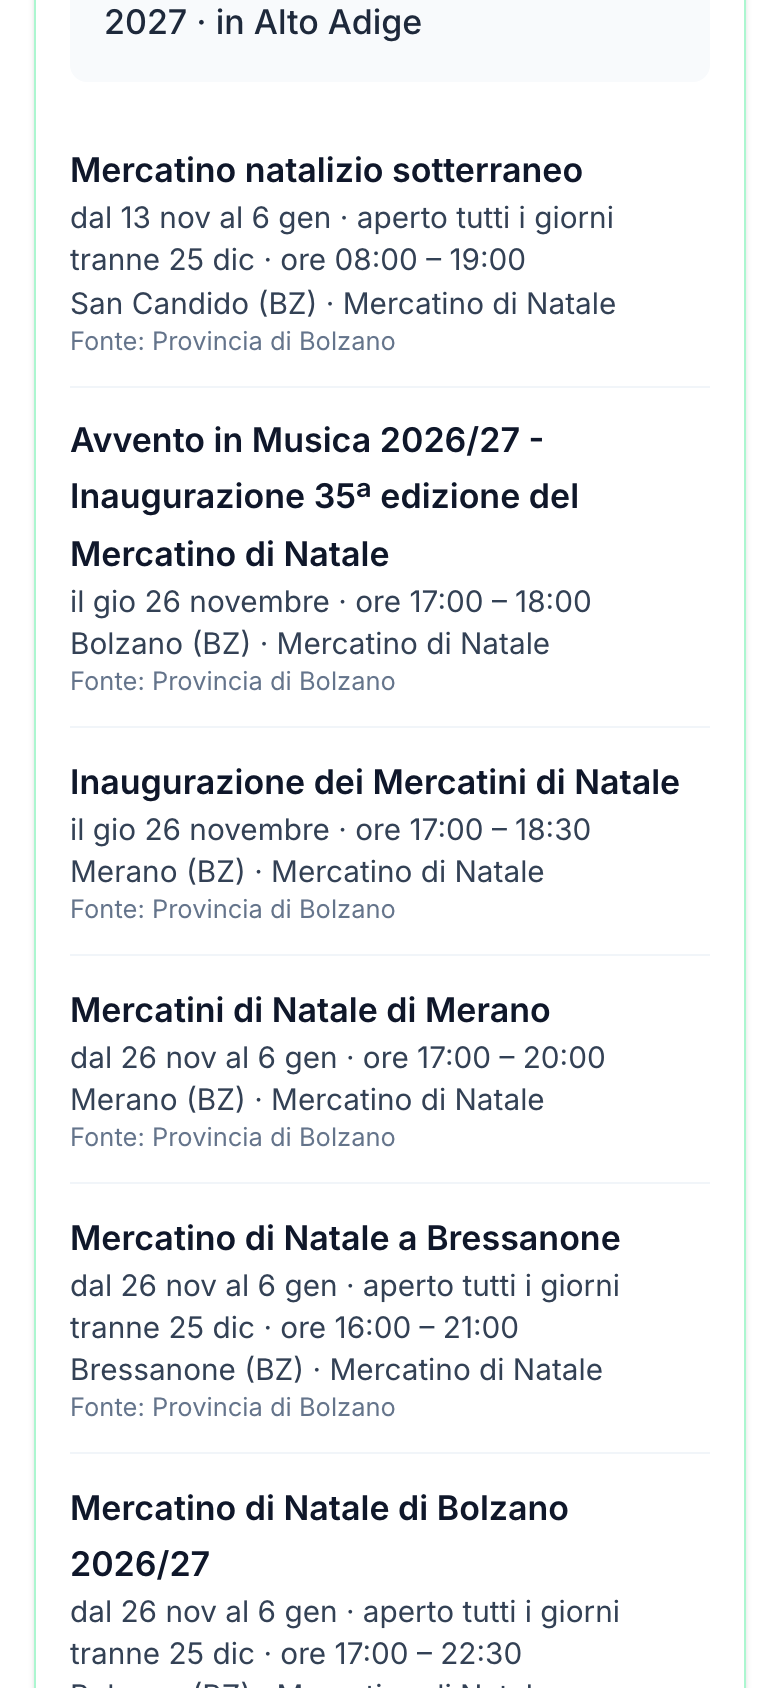 2027 · in Alto Adige
Mercatino natalizio sotterraneo
dal 13 nov al 6 gen · aperto tutti i giorni
tranne 25 dic · ore 08:00 – 19:00
San Candido (BZ) · Mercatino di Natale
Fonte: Provincia di Bolzano
Avvento in Musica 2026/27 -
Inaugurazione 35ª edizione del
Mercatino di Natale
il gio 26 novembre · ore 17:00 – 18:00
Bolzano (BZ) · Mercatino di Natale
Fonte: Provincia di Bolzano
Inaugurazione dei Mercatini di Natale
il gio 26 novembre · ore 17:00 – 18:30
Merano (BZ) · Mercatino di Natale
Fonte: Provincia di Bolzano
Mercatini di Natale di Merano
dal 26 nov al 6 gen · ore 17:00 – 20:00
Merano (BZ) · Mercatino di Natale
Fonte: Provincia di Bolzano
Mercatino di Natale a Bressanone
dal 26 nov al 6 gen · aperto tutti i giorni
tranne 25 dic · ore 16:00 – 21:00
Bressanone (BZ) · Mercatino di Natale
Fonte: Provincia di Bolzano
Mercatino di Natale di Bolzano
2026/27
dal 26 nov al 6 gen · aperto tutti i giorni
tranne 25 dic · ore 17:00 – 22:30